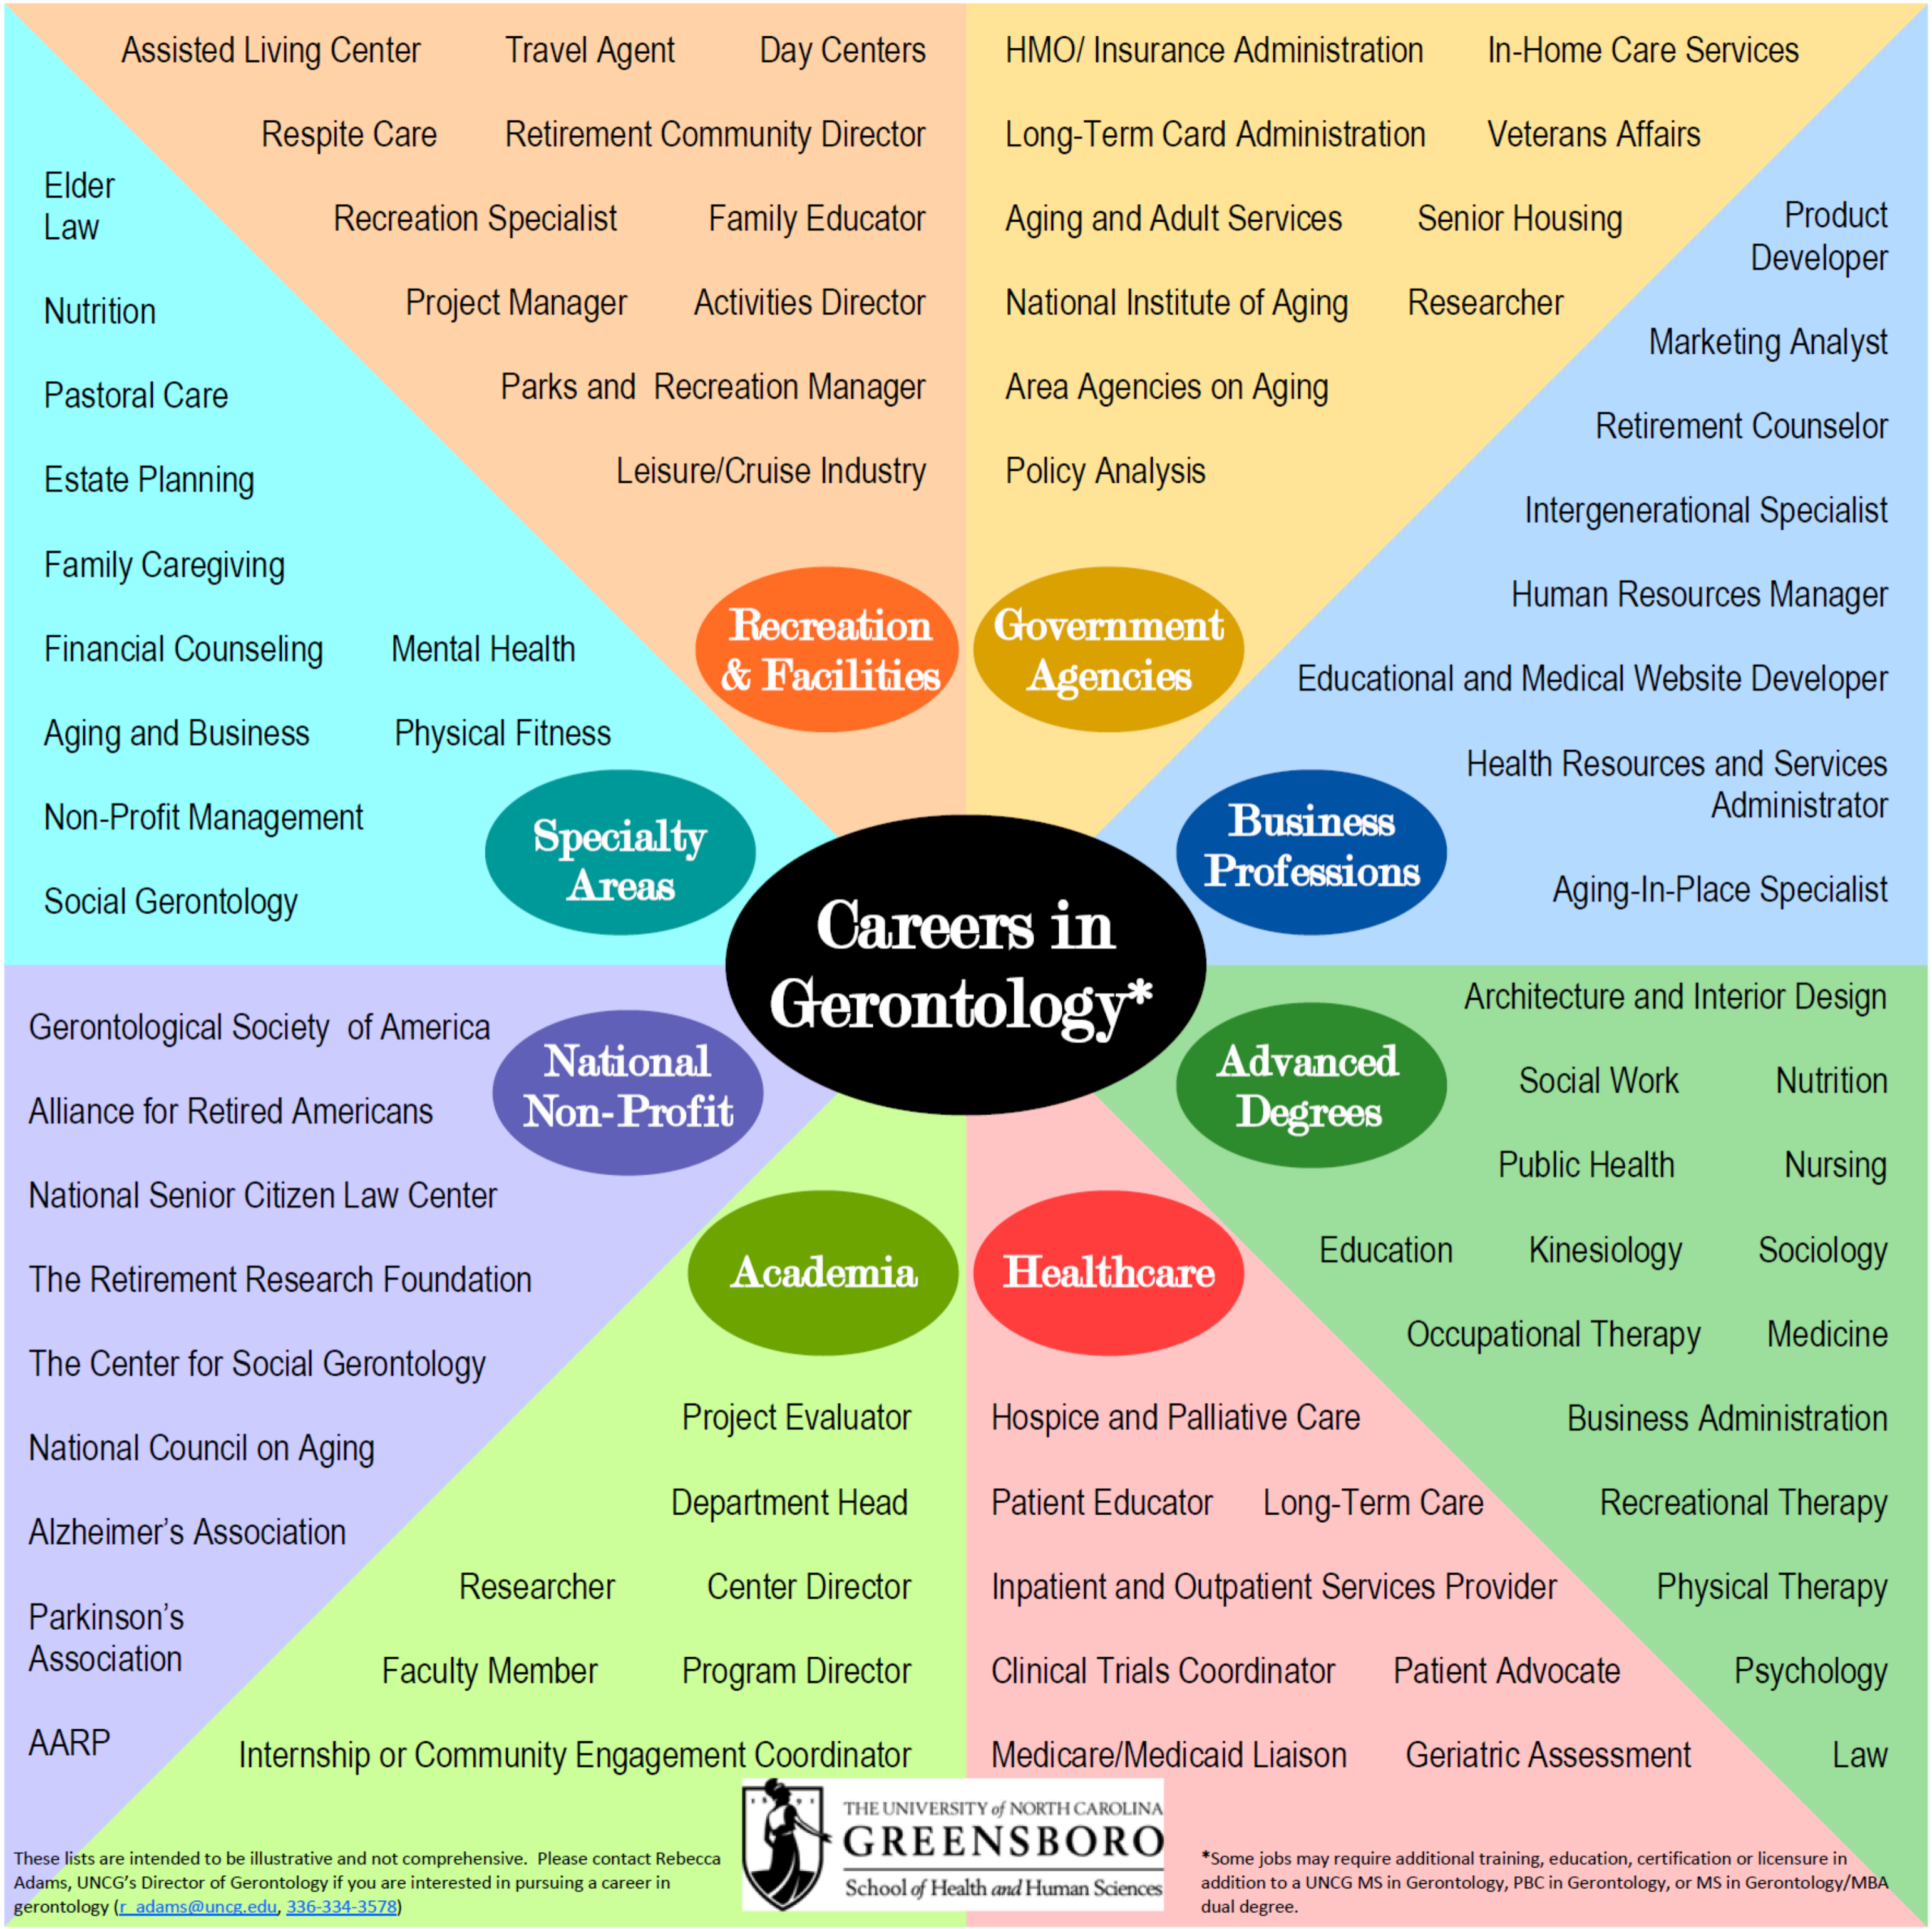 Careers in
Gerontology*
Recreation
& Facilities
Assisted Living Center Travel Agent Day Centers
Respite Care Retirement Community Director
Recreation Specialist Family Educator
Project Manager Activities Director
Parks and Recreation Manager
Leisure/Cruise Industry
Government
Agencies
HMO/ Insurance Administration In-Home Care Services
Long-Term Card Administration Veterans Affairs
Aging and Adult Services Senior Housing
National Institute of Aging Researcher
Area Agencies on Aging
Policy Analysis
Business
Professions
Product
Developer
Marketing Analyst
Retirement Counselor
Intergenerational Specialist
Human Resources Manager
Educational and Medical Website Developer
Health Resources and Services
Administrator
Aging-In-Place Specialist
Advanced
Degrees
Architecture and Interior Design
Social Work Nutrition
Public Health Nursing
Education Kinesiology Sociology
Occupational Therapy Medicine
Business Administration
Recreational Therapy
Physical Therapy
Psychology
Law
Healthcare
Hospice and Palliative Care
Patient Educator Long-Term Care
Inpatient and Outpatient Services Provider
Clinical Trials Coordinator Patient Advocate
Medicare/Medicaid Liaison Geriatric Assessment
Academia
Project Evaluator
Department Head
Researcher Center Director
Faculty Member Program Director
Internship or Community Engagement Coordinator
National
Non-Profit
Gerontological Society of America
Alliance for Retired Americans
National Senior Citizen Law Center
The Retirement Research Foundation
The Center for Social Gerontology
National Council on Aging
Alzheimer's Association
Parkinson's
Association
AARP
Specialty
Areas
Elder
Law
Nutrition
Pastoral Care
Estate Planning
Family Caregiving
Financial Counseling Mental Health
Aging and Business Physical Fitness
Non-Profit Management
Social Gerontology
These lists are intended to be illustrative and not comprehensive. Please contact Rebecca
Adams, UNCG's Director of Gerontology if you are interested in pursuing a career in
gerontology (r_adams@uncg.edu, 336-334-3578)
1891
THE UNIVERSITY of NORTH CAROLINA
GREENSBORO
School of Health and Human Sciences
*Some jobs may require additional training, education, certification or licensure in
addition to a UNCG MS in Gerontology, PBC in Gerontology, or MS in Gerontology/MBA
dual degree.